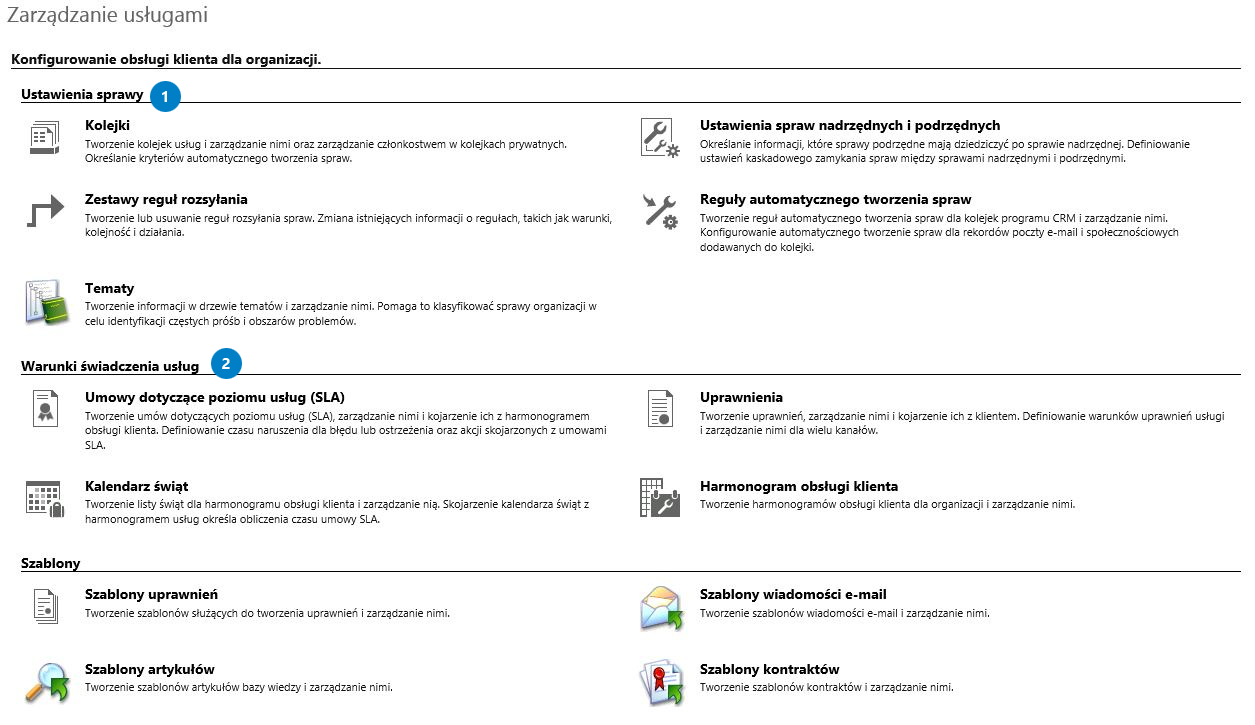 Zarządzanie usługami
Konfigurowanie obsługi klienta dla organizacji.
Ustawienia sprawy 1
Kolejki
Tworzenie kolejek usług i zarządzanie nimi oraz zarządzanie członkostwem w kolejkach prywatnych.
Określanie kryteriów automatycznego tworzenia spraw.
Ustawienia spraw nadrzędnych i podrzędnych
Określanie informacji, które sprawy podrzędne mają dziedziczyć po sprawie nadrzędnej. Definiowanie
ustawień kaskadowego zamykania spraw między sprawami nadrzędnymi i podrzędnymi.
Zestawy reguł rozsyłania
Tworzenie lub usuwanie reguł rozsyłania spraw. Zmiana istniejących informacji o regułach, takich jak warunki,
kolejność i działania.
Reguły automatycznego tworzenia spraw
Tworzenie reguł automatycznego tworzenia spraw dla kolejek programu CRM i zarządzanie nimi.
Konfigurowanie automatycznego tworzenie spraw dla rekordów poczty e-mail i społecznościowych
dodawanych do kolejki.
Tematy
Tworzenie informacji w drzewie tematów i zarządzanie nimi. Pomaga to klasyfikować sprawy organizacji w
celu identyfikacji częstych próśb i obszarów problemów.
Warunki świadczenia usług 2
Umowy dotyczące poziomu usług (SLA)
Tworzenie umów dotyczących poziomu usług (SLA), zarządzanie nimi i kojarzenie ich z harmonogramem
obsługi klienta. Definiowanie czasu naruszenia dla błędu lub ostrzeżenia oraz akcji skojarzonych z umowami
SLA.
Uprawnienia
Tworzenie uprawnień, zarządzanie nimi i kojarzenie ich z klientem. Definiowanie warunków uprawnień usługi
i zarządzanie nimi dla wielu kanałów.
Kalendarz świąt
Tworzenie listy świąt dla harmonogramu obsługi klienta i zarządzanie nią. Skojarzenie kalendarza świąt z
harmonogramem usług określa obliczenia czasu umowy SLA.
Harmonogram obsługi klienta
Tworzenie harmonogramów obsługi klienta dla organizacji i zarządzanie nimi.
Szablony
Szablony uprawnień
Tworzenie szablonów służących do tworzenia uprawnień i zarządzanie nimi.
Szablony wiadomości e-mail
Tworzenie szablonów wiadomości e-mail i zarządzanie nimi.
Szablony artykułów
Tworzenie szablonów artykułów bazy wiedzy i zarządzanie nimi.
Szablony kontraktów
Tworzenie szablonów kontraktów i zarządzanie nimi.